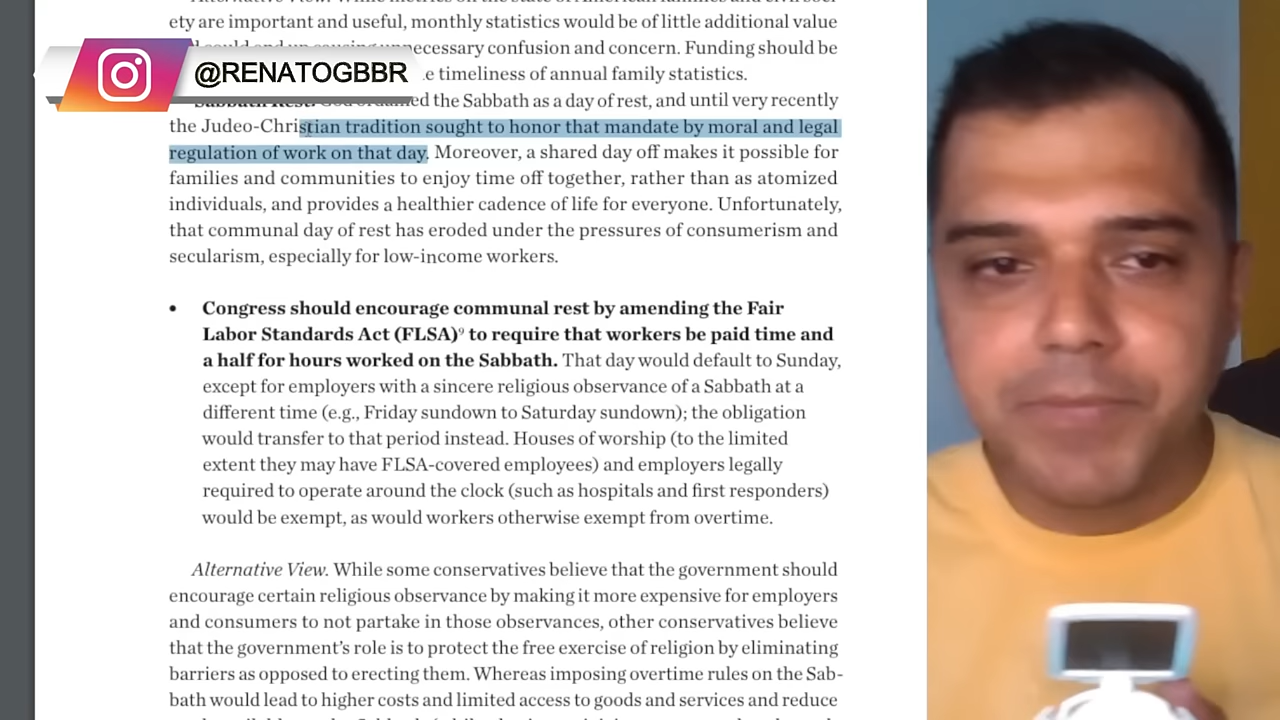 ety are important and useful, monthly statistics would be of little additional value
necessary confusion and concern. Funding should be
@RENATOGBBR
timeliness of annual family statistics.
the Sabbath as a day of rest, and until very recently
the Judeo-Christian tradition sought to honor that mandate by moral and legal
regulation of work on that day. Moreover, a shared day off makes it possible for
families and communities to enjoy time off together, rather than as atomized
individuals, and provides a healthier cadence of life for everyone. Unfortunately,
that communal day of rest has eroded under the pressures of consumerism and
secularism, especially for low-income workers.
• Congress should encourage communal rest by amending the Fair
Labor Standards Act (FLSA)⁹ to require that workers be paid time and
a half for hours worked on the Sabbath. That day would default to Sunday,
except for employers with a sincere religious observance of a Sabbath at a
different time (e.g., Friday sundown to Saturday sundown); the obligation
would transfer to that period instead. Houses of worship (to the limited
extent they may have FLSA-covered employees) and employers legally
required to operate around the clock (such as hospitals and first responders)
would be exempt, as would workers otherwise exempt from overtime.
Alternative View. While some conservatives believe that the government should
encourage certain religious observance by making it more expensive for employers
and consumers to not partake in those observances, other conservatives believe
that the government's role is to protect the free exercise of religion by eliminating
barriers as opposed to erecting them. Whereas imposing overtime rules on the Sab-
bath would lead to higher costs and limited access to goods and services and reduce